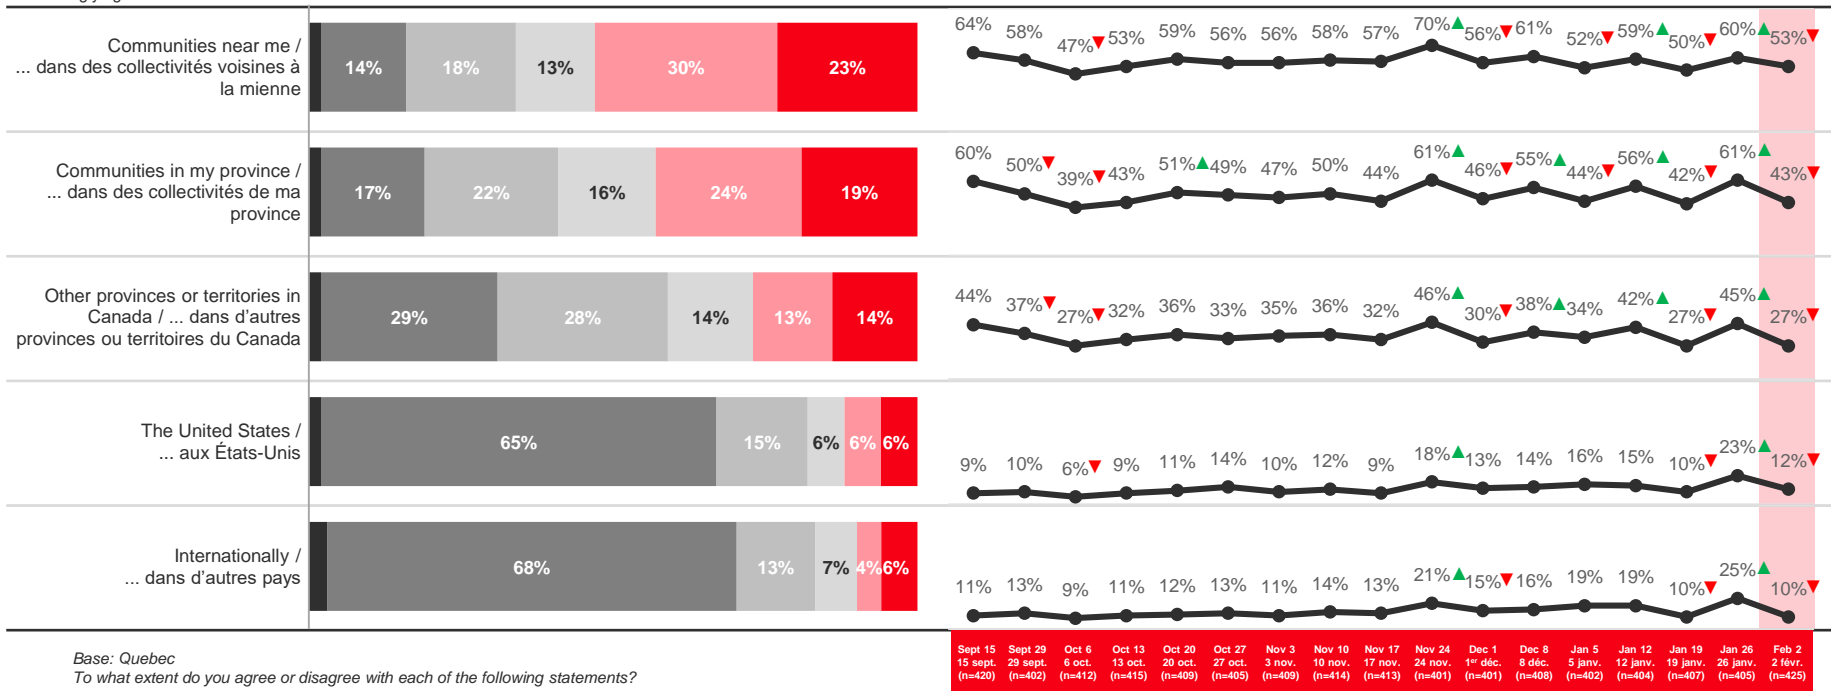 Communities near me /
... dans des collectivités voisines à
la mienne
14% 18% 13% 30% 23%
64% 58% 47% 53% 59% 56% 56% 58% 57% 70% 56% 61% 52% 59% 50% 60% 53%
Communities in my province /
... dans des collectivités de ma
province
17% 22% 16% 24% 19%
60% 50% 39% 43% 51% 49% 47% 50% 44% 61% 46% 55% 44% 56% 42% 61% 43%
Other provinces or territories in
Canada / ... dans d'autres
provinces ou territoires du Canada
29% 28% 14% 13% 14%
44% 37% 27% 32% 36% 33% 35% 36% 32% 46% 30% 38% 34% 42% 27% 45% 27%
The United States /
... aux États-Unis
65% 15% 6% 6% 6%
9% 10% 6% 9% 11% 14% 10% 12% 9% 18% 13% 14% 16% 15% 10% 23% 12%
Internationally /
... dans d'autres pays
68% 13% 7% 4% 6%
11% 13% 9% 11% 12% 13% 11% 14% 13% 21% 15% 16% 19% 19% 10% 25% 10%
Sept 15 Sept 29 Oct 6 Oct 13 Oct 20 Oct 27 Nov 3 Nov 10 Nov 17 Nov 24 Dec 1 Dec 8 Jan 5 Jan 12 Jan 19 Jan 26 Feb 2
15 sept. 29 sept. 6 oct. 13 oct. 20 oct. 27 oct. 3 nov. 10 nov. 17 nov. 24 nov. 1er déc. 8 déc. 5 janv. 12 janv. 19 janv. 26 janv. 2 févr.
(n=420) (n=402) (n=412) (n=415) (n=409) (n=405) (n=409) (n=414) (n=413) (n=401) (n=401) (n=408) (n=402) (n=404) (n=407) (n=405) (n=425)
Base: Quebec
To what extent do you agree or disagree with each of the following statements?